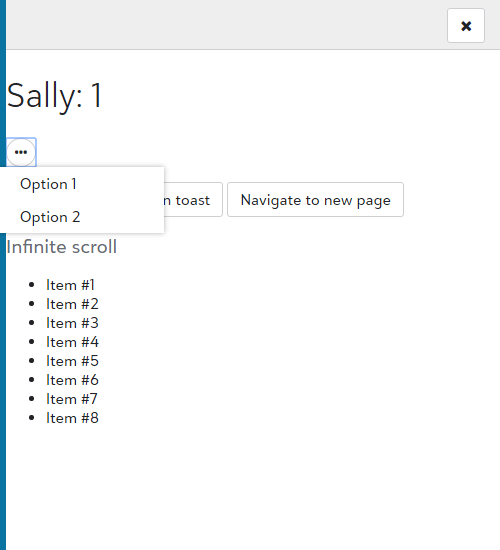 Sally: 1
Option 1
Option 2
toast
Navigate to new page
Infinite scroll
Item #1
Item #2
Item #3
Item #4
Item #5
Item #6
Item #7
Item #8